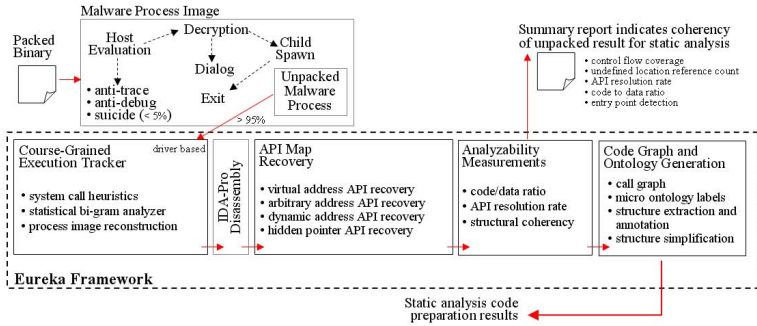 Malware Process Image
Packed
Binary
Host
Evaluation
Decryption
Child
Spawn
Dialog
Exit
• anti-trace
• anti-debug
• suicide (< 5%)
Unpacked
Malware
Process
> 95%
Summary report indicates coherency
of unpacked result for static analysis
• control flow coverage
• undefined location reference count
• API resolution rate
• code to data ratio
• entry point detection
driver based
Course-Grained
Execution Tracker
• system call heuristics
• statistical bi-gram analyzer
• process image reconstruction
IDA-Pro
Disassembly
API Map
Recovery
• virtual address API recovery
• arbitrary address API recovery
• dynamic address API recovery
• hidden pointer API recovery
Analyzability
Measurements
• code/data ratio
• API resolution rate
• structural coherency
Code Graph and
Ontology Generation
• call graph
• micro ontology labels
• structure extraction and
annotation
• structure simplification
Eureka Framework
Static analysis code
preparation results